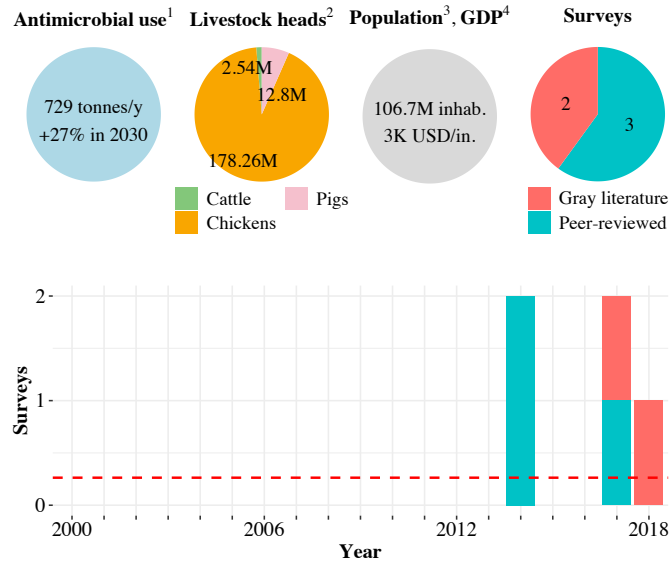 Antimicrobial use1 Livestock heads2 Population3, GDP4 Surveys
729 tonnes/y
+27% in 2030
2.54M
12.8M
178.26M
106.7M inhab.
3K USD/in.
2
3
Cattle Pigs
Chickens
Gray literature
Peer-reviewed
2
1
0
Surveys
2000 2006 2012 2018
Year